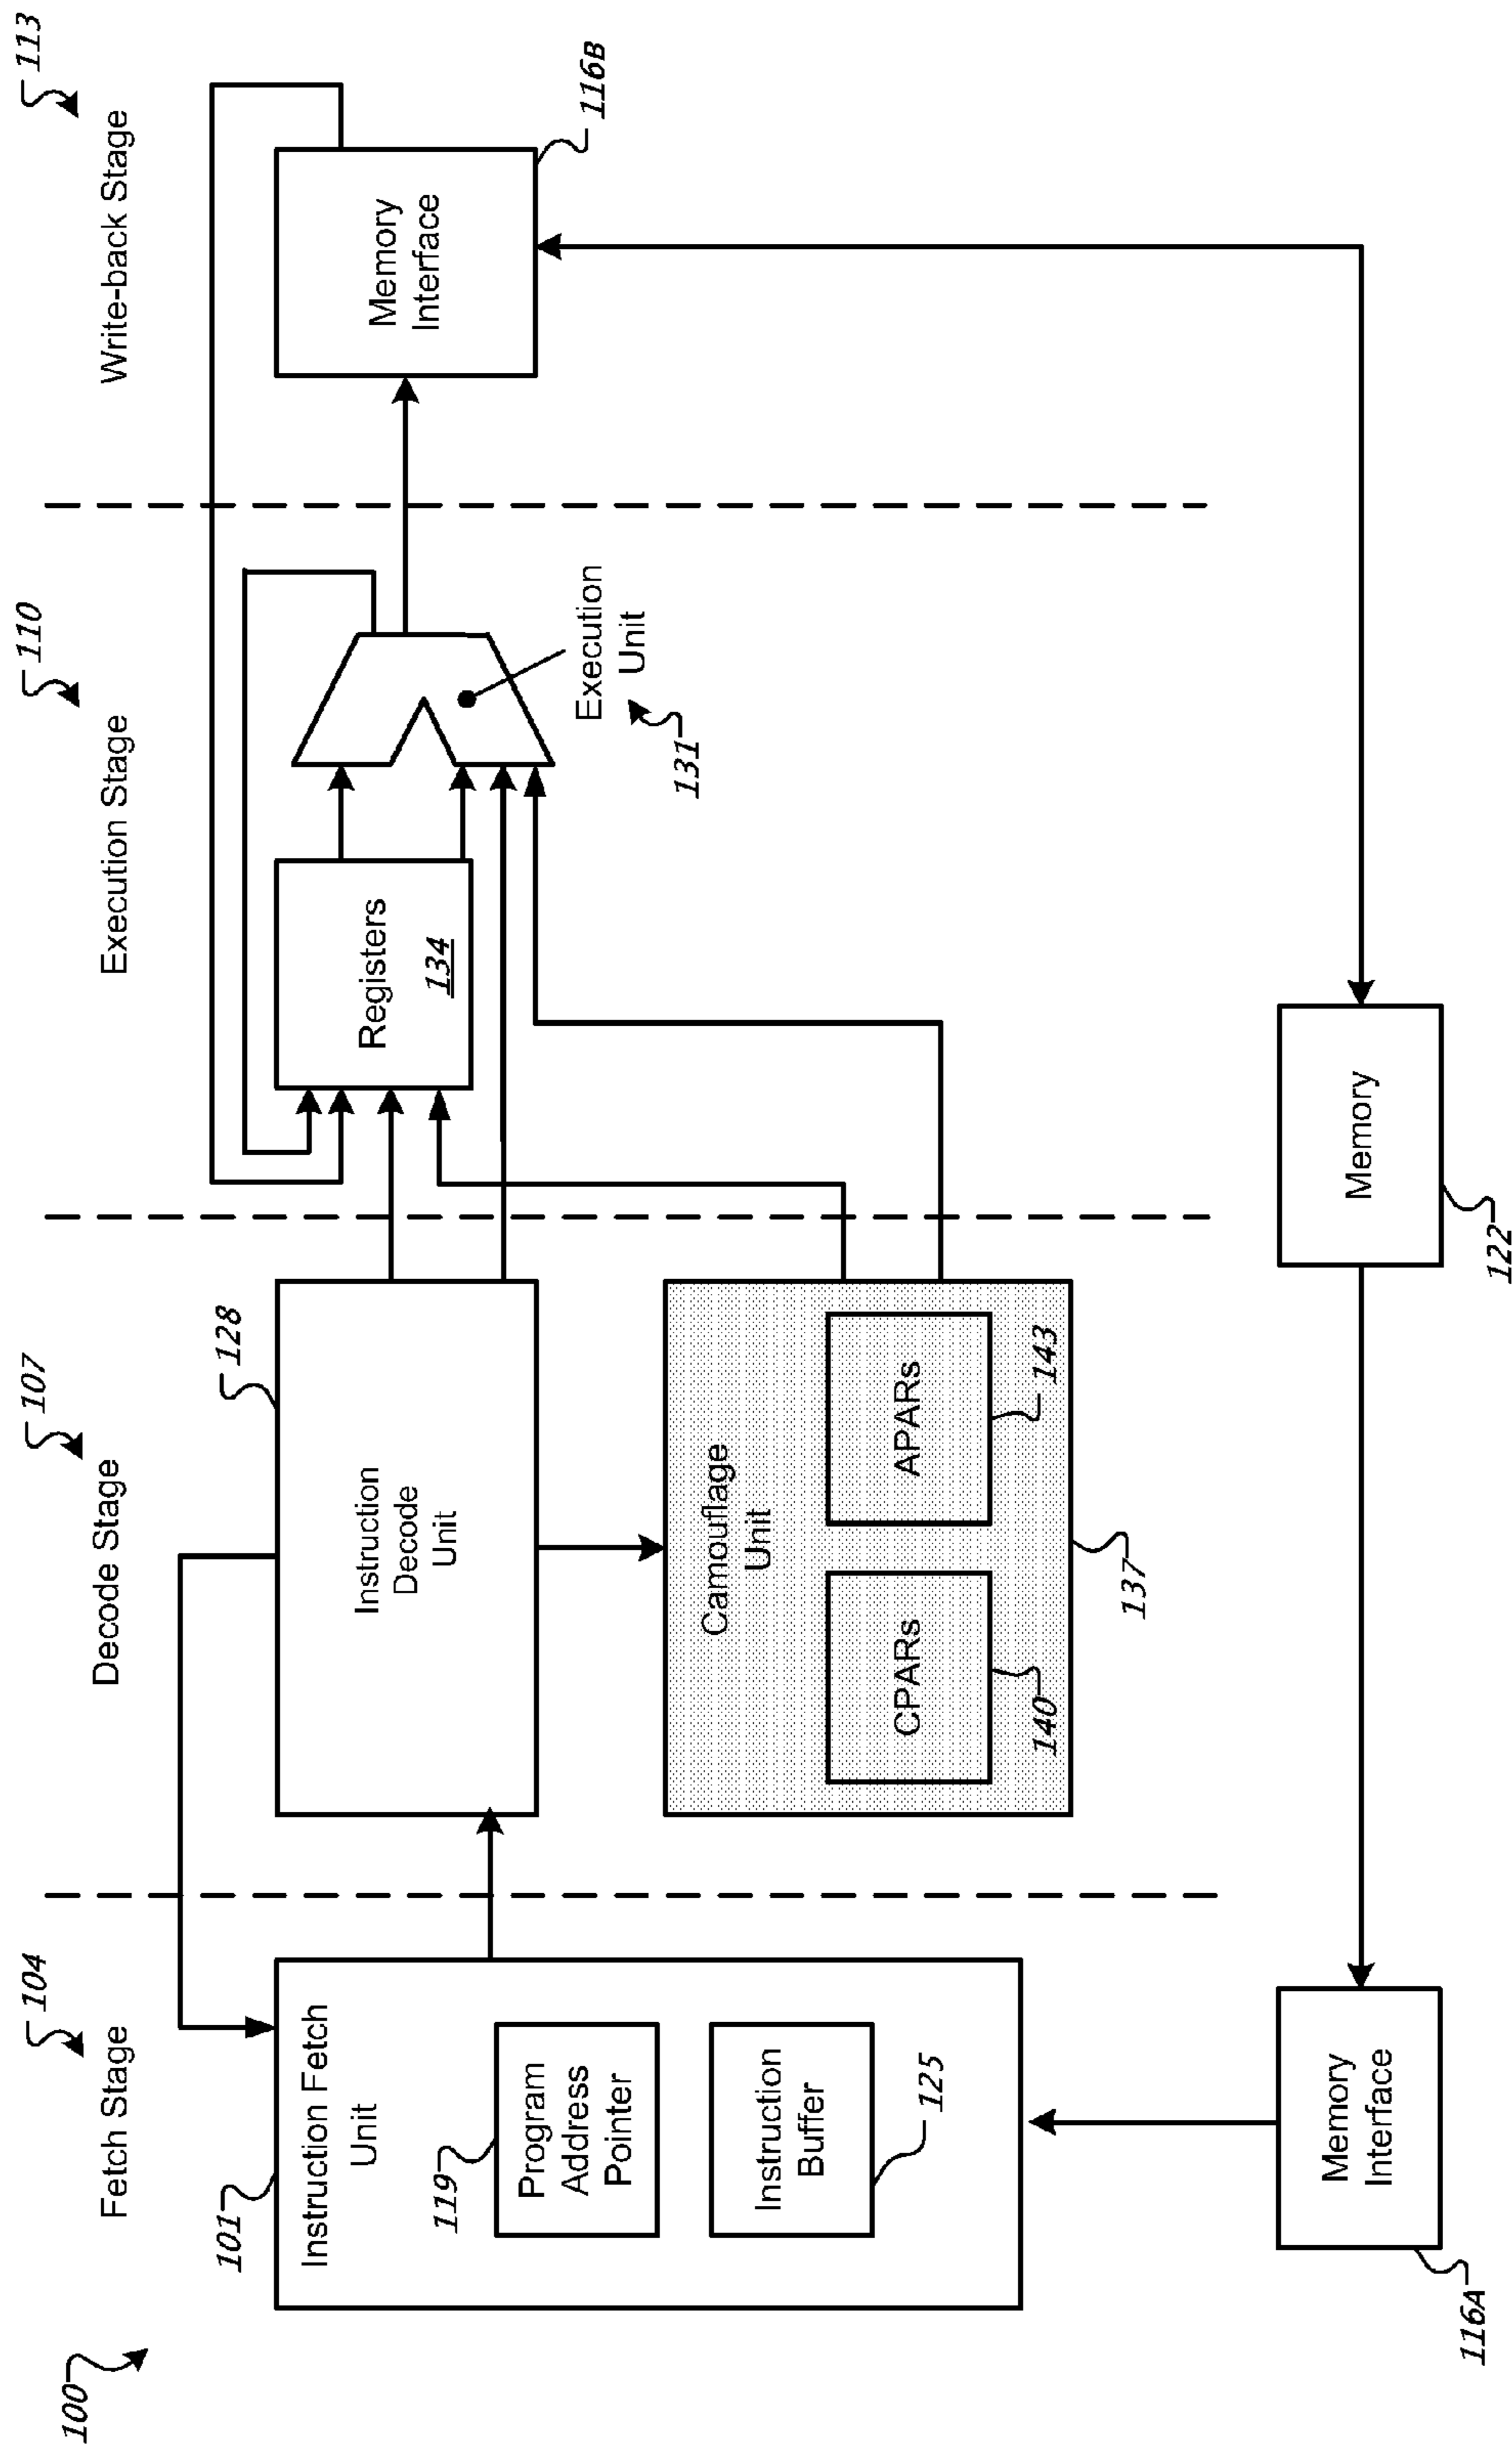 100
Fetch Stage
104
Decode Stage
107
Execution Stage
110
Write-back Stage
113
101
Instruction Fetch
Unit
119
Program
Address
Pointer
Instruction
Buffer
125
128
Instruction
Decode
Unit
Camouflage
Unit
CPARs
140
APARs
143
137
Registers
134
Execution
Unit
131
Memory
Interface
116B
Memory
Interface
116A
Memory
122